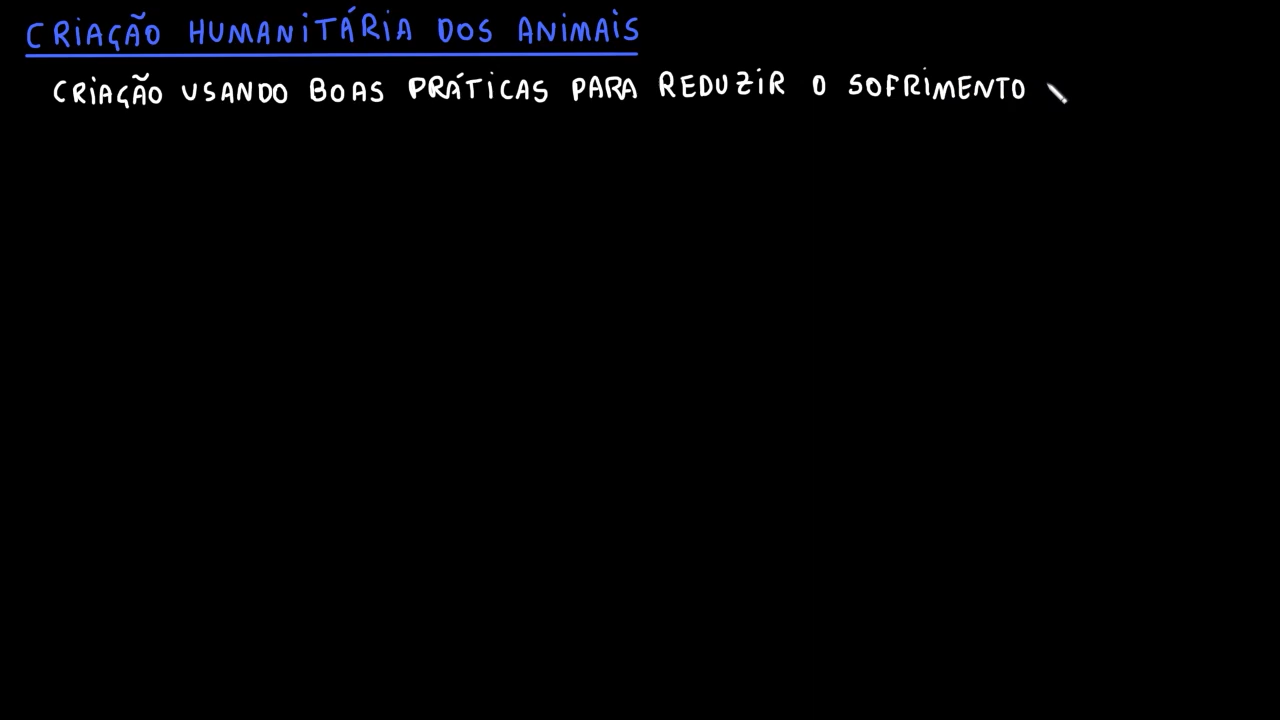 CRIAÇÃO HUMANITÁRIA DOS ANIMAIS
CRIAÇÃO USANDO BOAS PRÁTICAS PARA REDUZIR O SOFRIMENTO